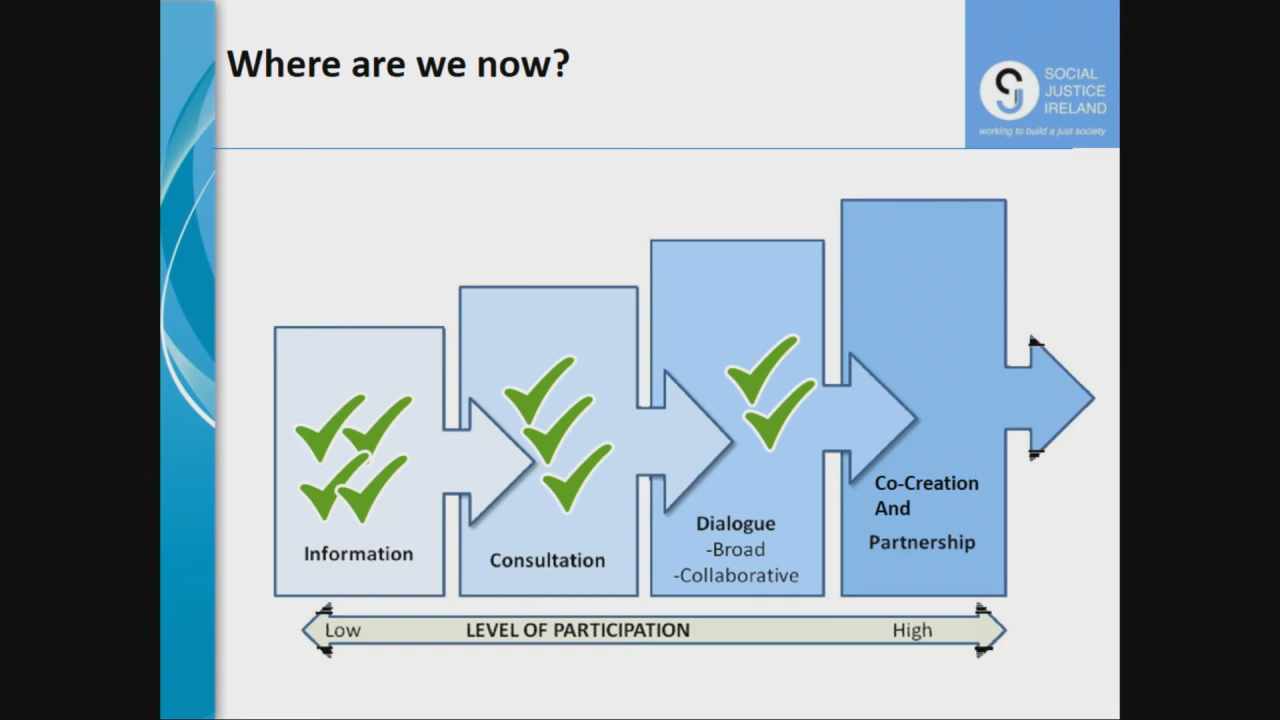 Where are we now?
SOCIAL
JUSTICE
IRELAND
working to build a just society
Information
Consultation
Dialogue
-Broad
-Collaborative
Co-Creation
And
Partnership
Low
LEVEL OF PARTICIPATION
High